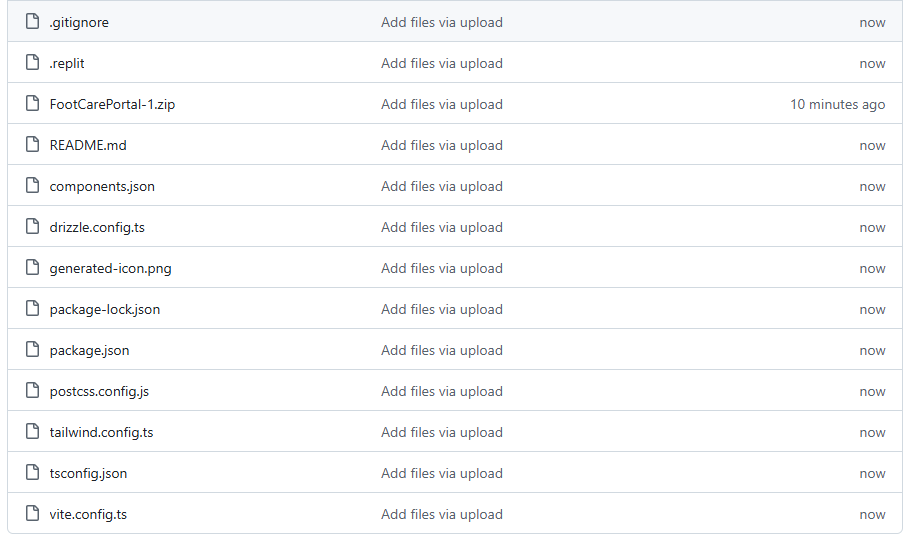 .gitignore Add files via upload now
.replit Add files via upload now
FootCarePortal-1.zip Add files via upload 10 minutes ago
README.md Add files via upload now
components.json Add files via upload now
drizzle.config.ts Add files via upload now
generated-icon.png Add files via upload now
package-lock.json Add files via upload now
package.json Add files via upload now
postcss.config.js Add files via upload now
tailwind.config.ts Add files via upload now
tsconfig.json Add files via upload now
vite.config.ts Add files via upload now